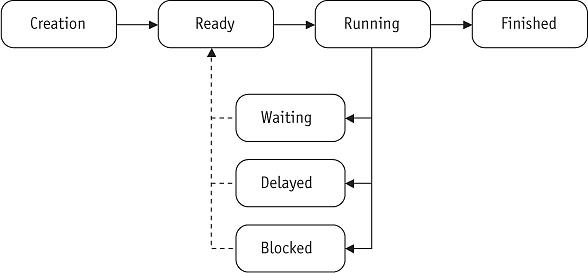 Creation
Ready
Running
Finished
Waiting
Delayed
Blocked